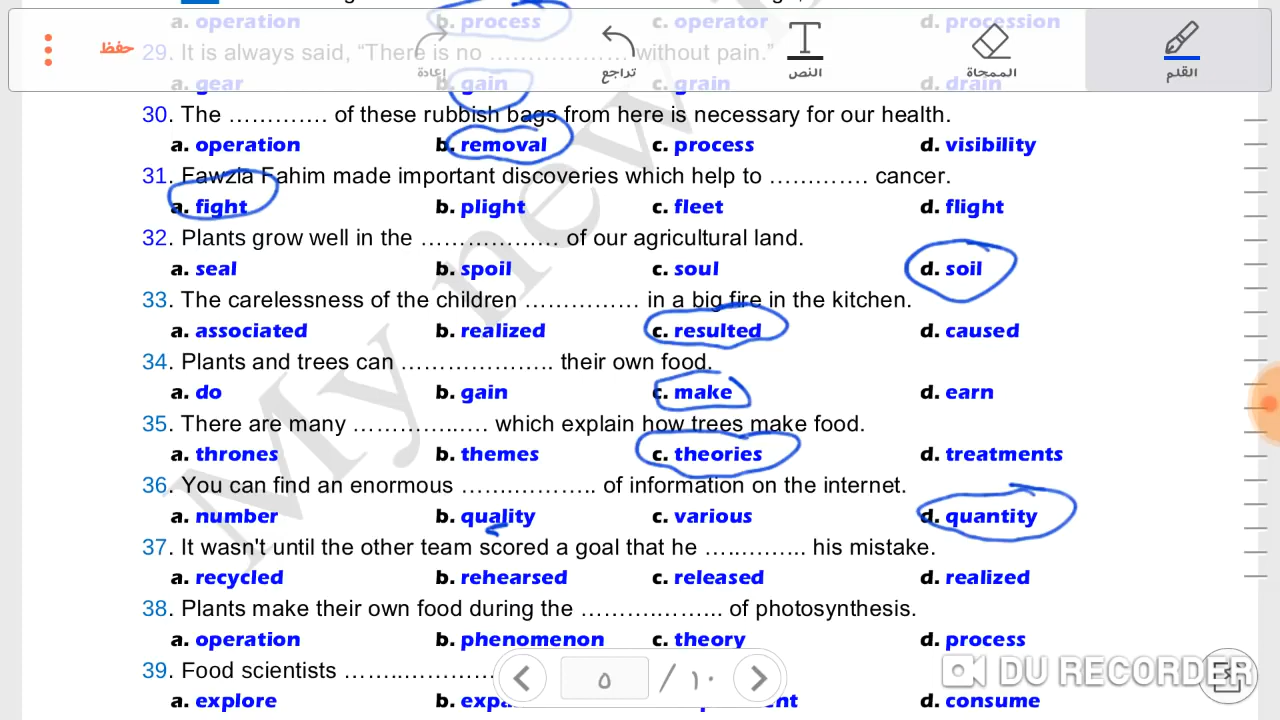 a. operation b. process c. operator d. procession
حفظ إعادة تراجع النص الممحاة القلم
29. It is always said, “There is no ……………… without pain.”
a. gear b. gain c. grain d. drain
30. The …………. of these rubbish bags from here is necessary for our health.
a. operation b. removal c. process d. visibility
31. Fawzia Fahim made important discoveries which help to …………. cancer.
a. fight b. plight c. fleet d. flight
32. Plants grow well in the ……………… of our agricultural land.
a. seal b. spoil c. soul d. soil
33. The carelessness of the children …………… in a big fire in the kitchen.
a. associated b. realized c. resulted d. caused
34. Plants and trees can ……………….. their own food.
a. do b. gain c. make d. earn
35. There are many …………..…. which explain how trees make food.
a. thrones b. themes c. theories d. treatments
36. You can find an enormous …….……….. of information on the internet.
a. number b. quality c. various d. quantity
37. It wasn't until the other team scored a goal that he …..…….. his mistake.
a. recycled b. rehearsed c. released d. realized
38. Plants make their own food during the ……….……... of photosynthesis.
a. operation b. phenomenon c. theory d. process
39. Food scientists ……..…………
a. explore d. consume
٥ / ١٠
DU RECORDER
My new